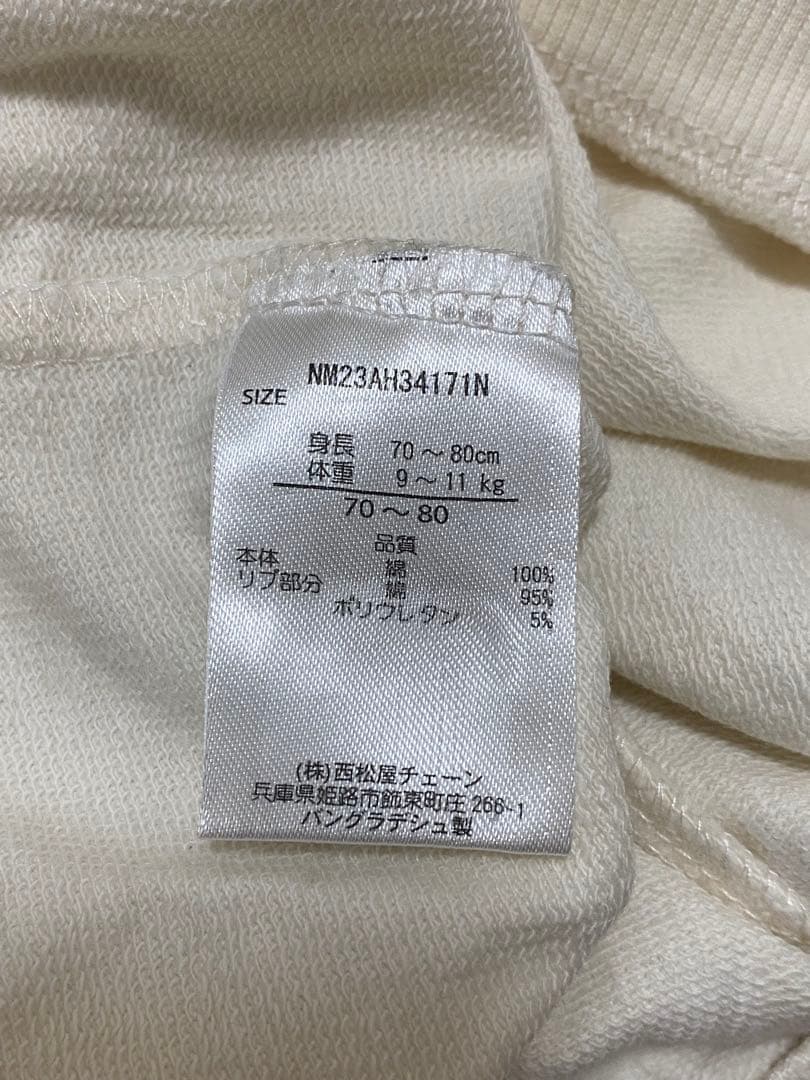 NM23AH34171N
SIZE
身長 70～80cm
体重 9～11 kg
70～80
品質
本体 綿 100%
リブ部分 綿 95%
ポリウレタン 5%
(株)西松屋チェーン
兵庫県姫路市飾東町庄 266-1
バングラデシュ製